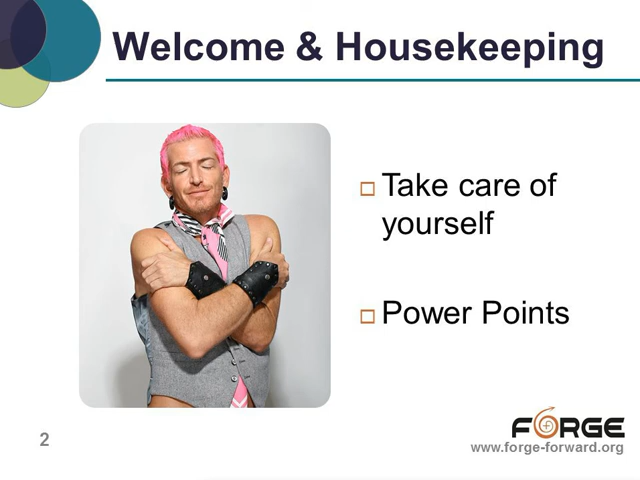 Welcome & Housekeeping
Take care of
yourself
Power Points
2
FORGE
www.forge-forward.org